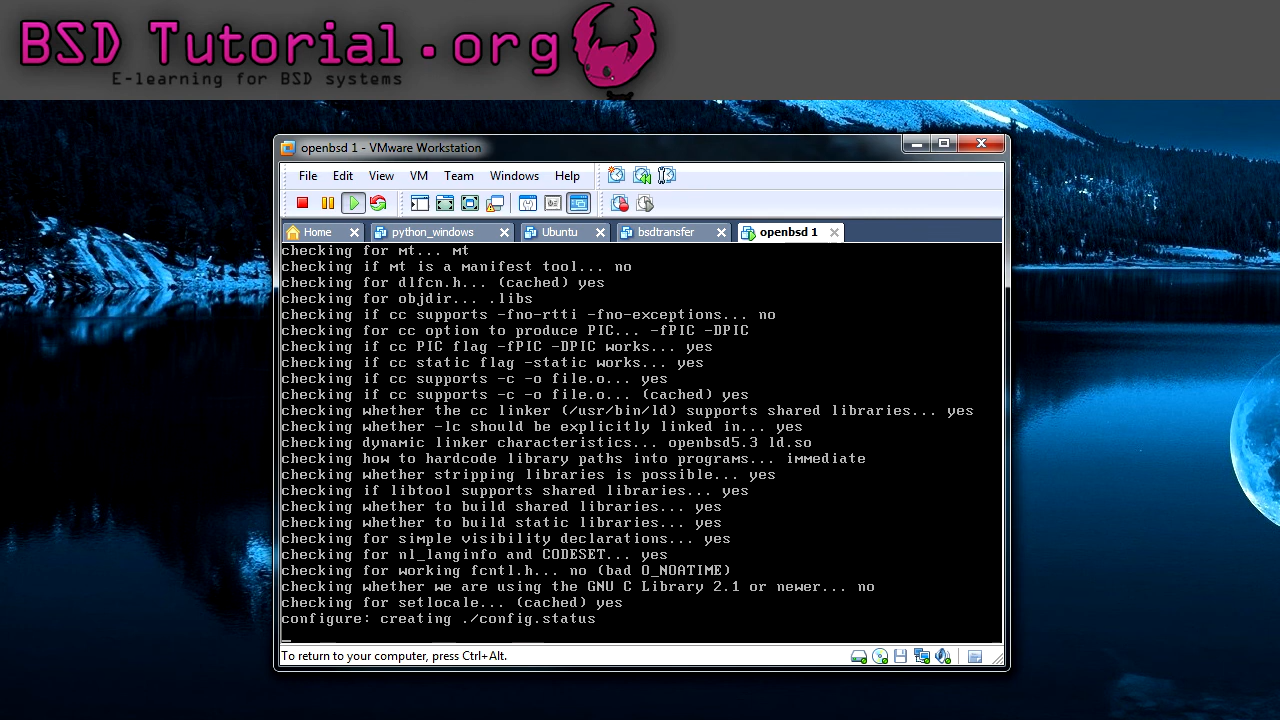 BSD Tutorial.org
E-learning for BSD systems
openbsd 1 - VMware Workstation
File Edit View VM Team Windows Help
Home python_windows Ubuntu bsdtransfer openbsd 1
checking for mt... mt
checking if mt is a manifest tool... no
checking for dlfcn.h... (cached) yes
checking for objdir... .libs
checking if cc supports -fno-rtti -fno-exceptions... no
checking for cc option to produce PIC... -fPIC -DPIC
checking if cc PIC flag -fPIC -DPIC works... yes
checking if cc static flag -static works... yes
checking if cc supports -c -o file.o... yes
checking if cc supports -c -o file.o... (cached) yes
checking whether the cc linker (/usr/bin/ld) supports shared libraries... yes
checking whether -lc should be explicitly linked in... yes
checking dynamic linker characteristics... openbsd5.3 ld.so
checking how to hardcode library paths into programs... immediate
checking whether stripping libraries is possible... yes
checking if libtool supports shared libraries... yes
checking whether to build shared libraries... yes
checking whether to build static libraries... yes
checking for simple visibility declarations... yes
checking for nl_langinfo and CODESET... yes
checking for working fcntl.h... no (bad O_NOATIME)
checking whether we are using the GNU C Library 2.1 or newer... no
checking for setlocale... (cached) yes
configure: creating ./config.status
To return to your computer, press Ctrl+Alt.